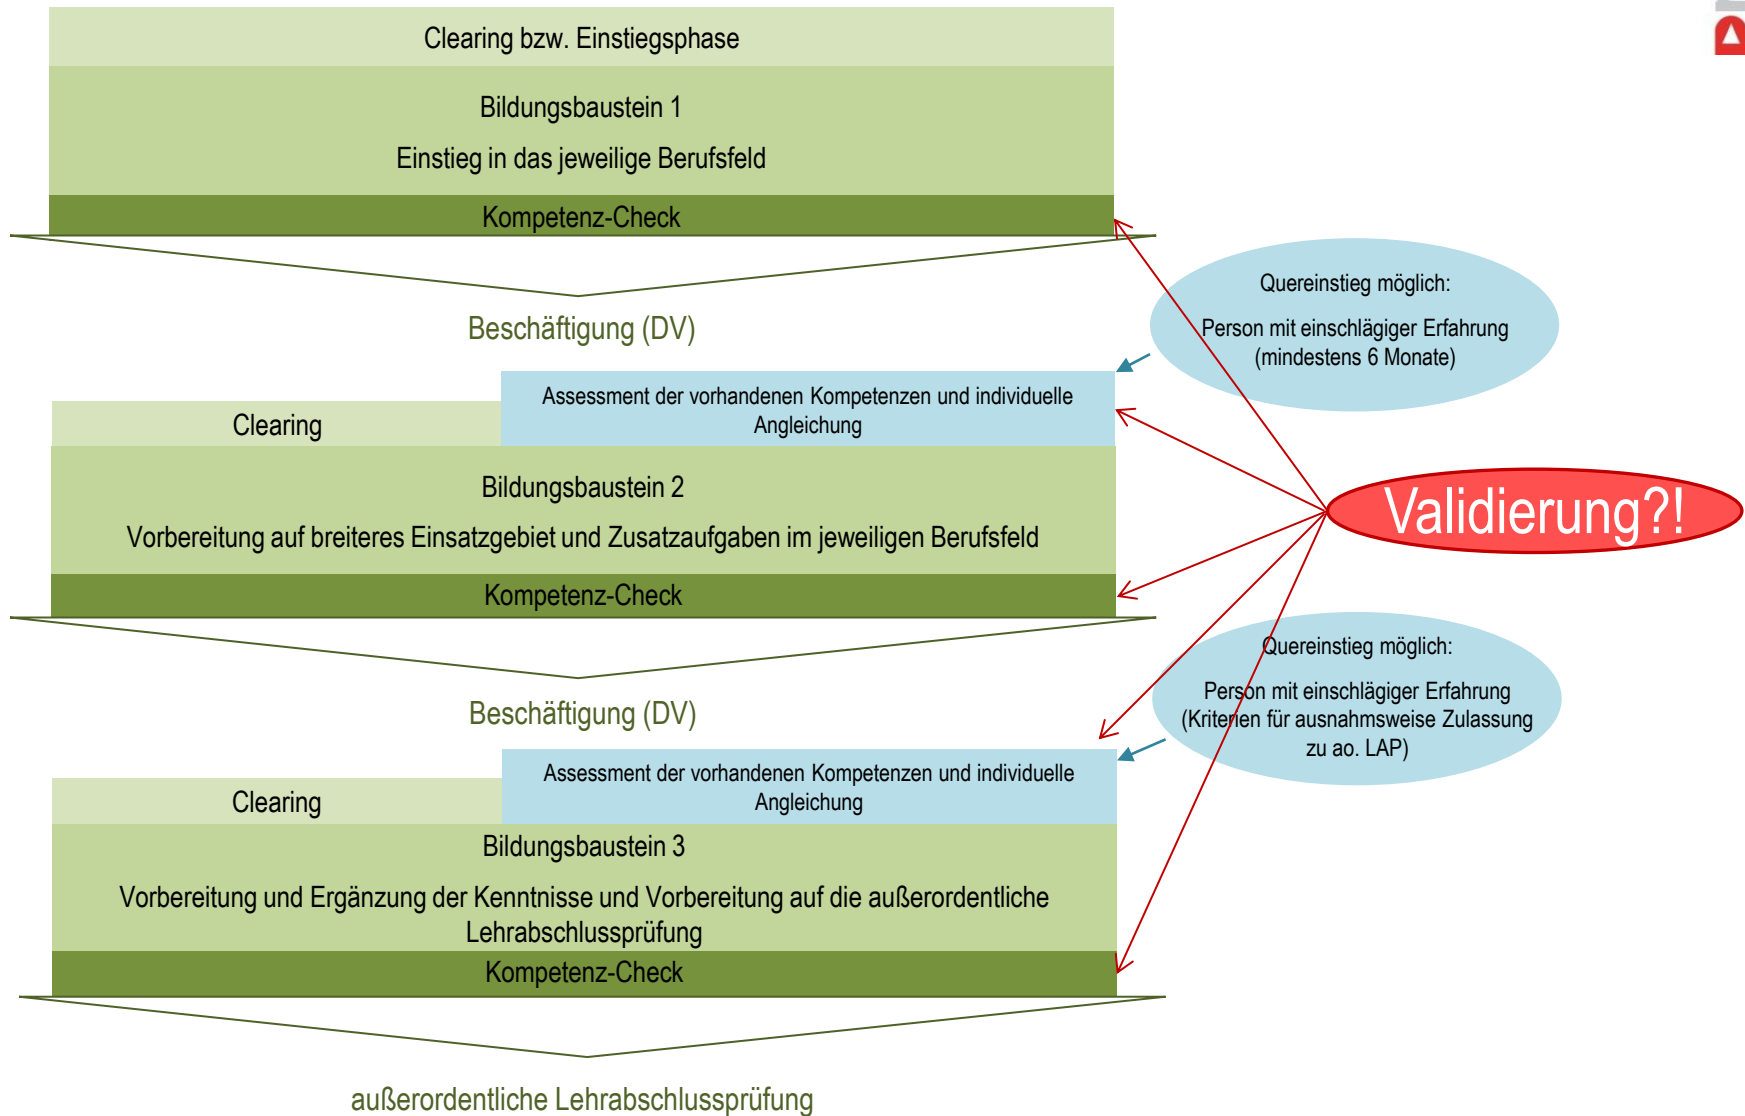 Clearing bzw. Einstiegsphase
Bildungsbaustein 1
Einstieg in das jeweilige Berufsfeld
Kompetenz-Check
Beschäftigung (DV)
Quereinstieg möglich:
Person mit einschlägiger Erfahrung
(mindestens 6 Monate)
Assessment der vorhandenen Kompetenzen und individuelle
Angleichung
Clearing
Bildungsbaustein 2
Vorbereitung auf breiteres Einsatzgebiet und Zusatzaufgaben im jeweiligen Berufsfeld
Kompetenz-Check
Validierung?!
Beschäftigung (DV)
Quereinstieg möglich:
Person mit einschlägiger Erfahrung
(Kriterien für ausnahmsweise Zulassung
zu ao. LAP)
Assessment der vorhandenen Kompetenzen und individuelle
Angleichung
Clearing
Bildungsbaustein 3
Vorbereitung und Ergänzung der Kenntnisse und Vorbereitung auf die außerordentliche
Lehrabschlussprüfung
Kompetenz-Check
außerordentliche Lehrabschlussprüfung